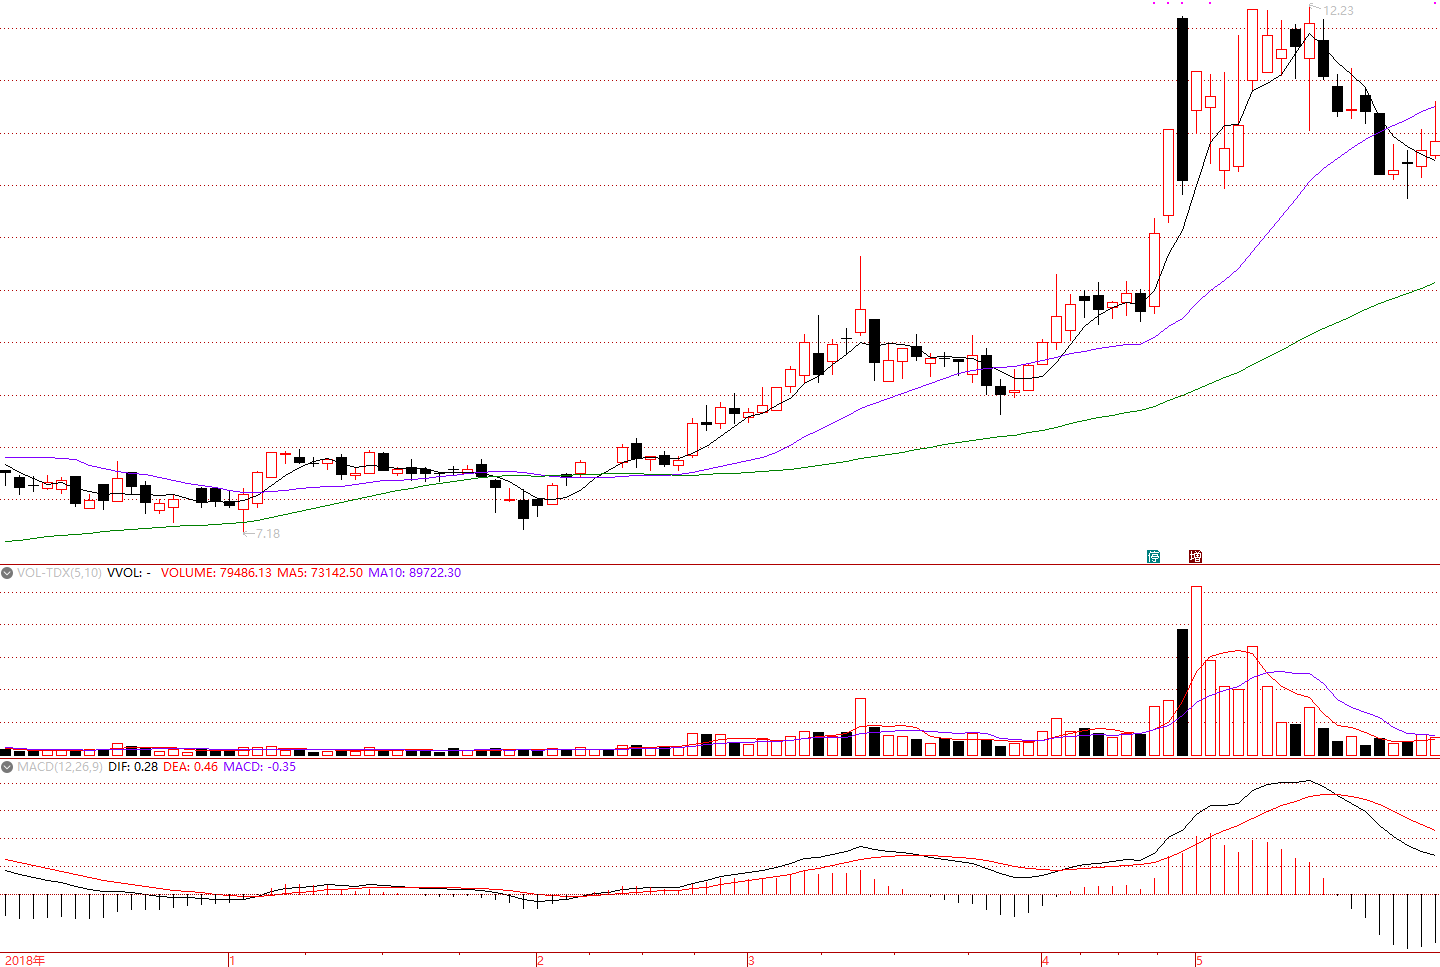 12.23
7.18
停 增
VOL-TDX(5,10) VVOL: - VOLUME: 79486.13 MA5: 73142.50 MA10: 89722.30
MACD(12,26,9) DIF: 0.28 DEA: 0.46 MACD: -0.35
2018年 1 2 3 4 5